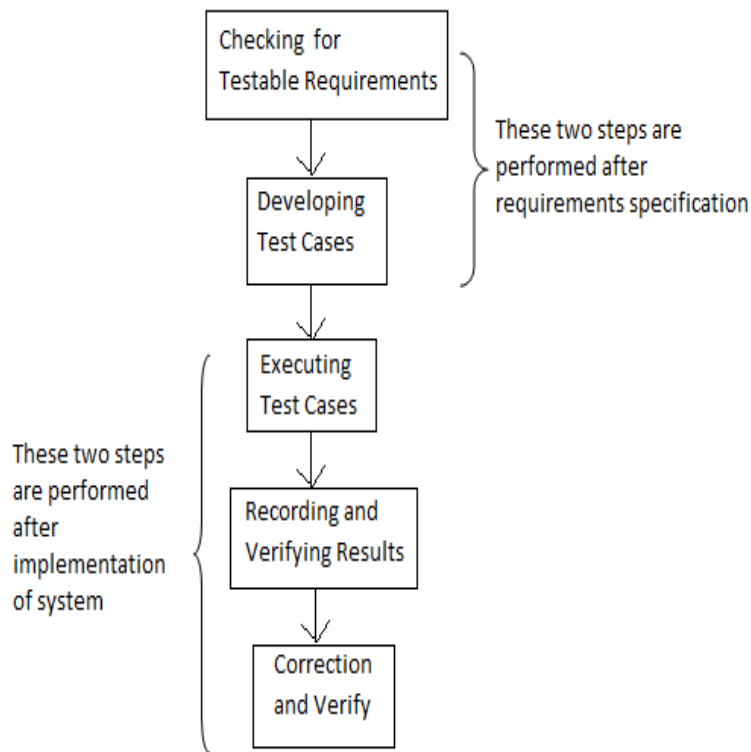 Checking for
Testable Requirements
These two steps are
performed after
requirements specification
Developing
Test Cases
Executing
Test Cases
These two steps
are performed
after
implementation
of system
Recording and
Verifying Results
Correction
and Verify